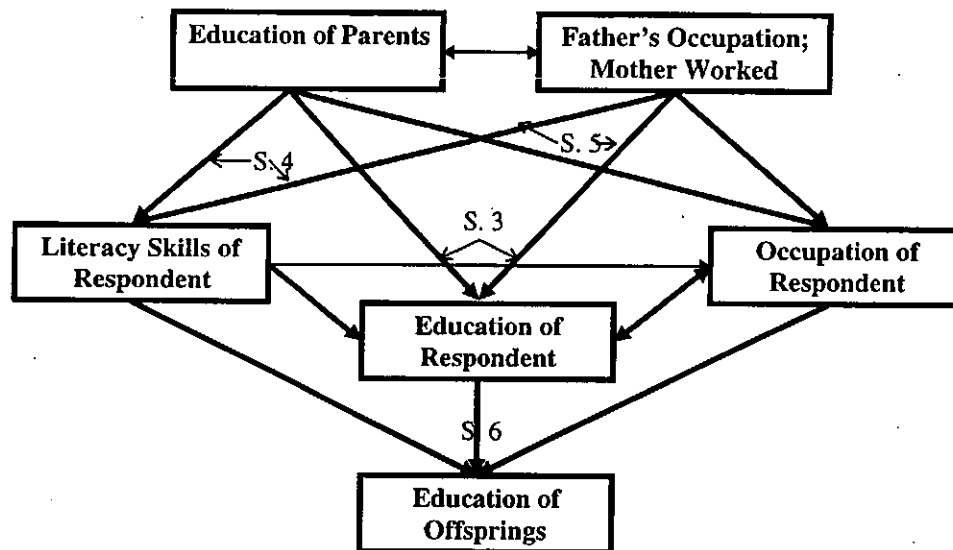 Education of Parents
Father's Occupation;
Mother Worked
S. 4
S. 5
S. 3
Literacy Skills of
Respondent
Occupation of
Respondent
Education of
Respondent
S. 6
Education of
Offsprings